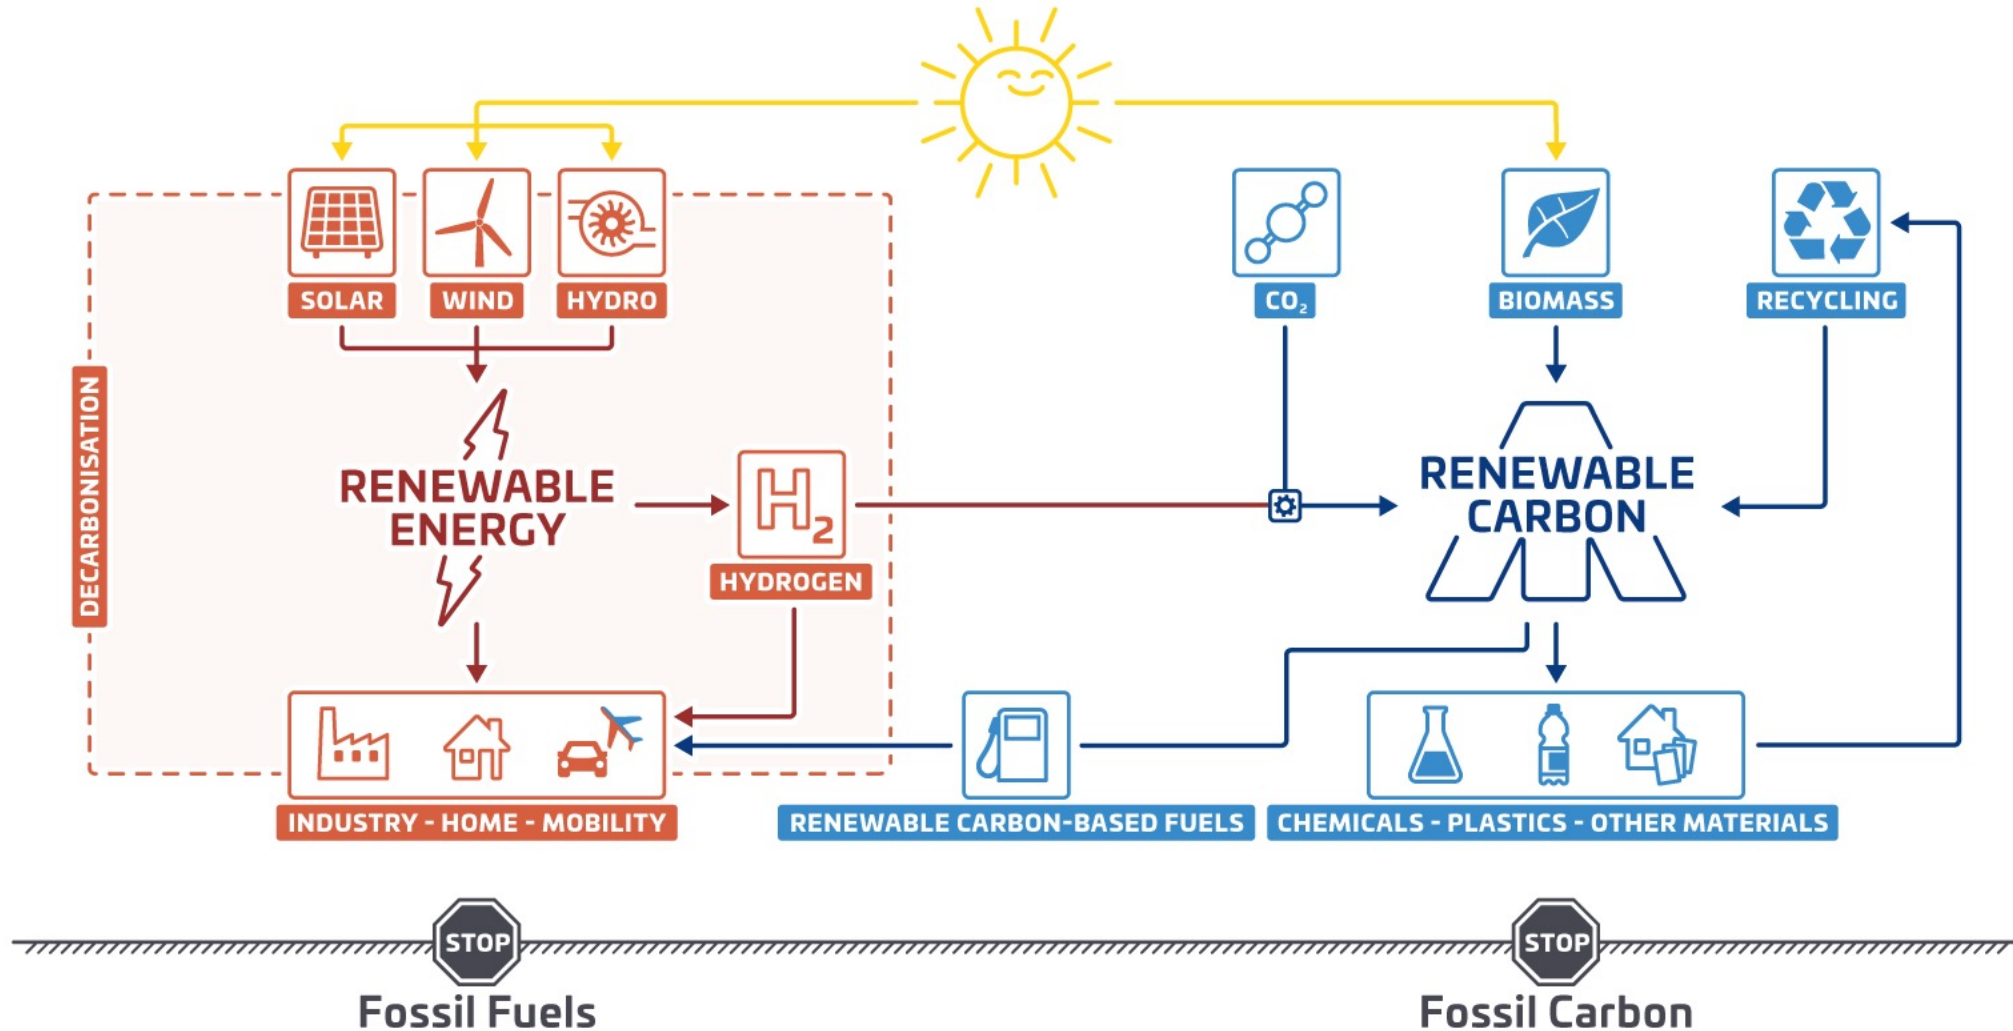 SOLAR
WIND
HYDRO
CO₂
BIOMASS
RECYCLING
DECARBONISATION
RENEWABLE
ENERGY
H₂
HYDROGEN
RENEWABLE
CARBON
INDUSTRY - HOME - MOBILITY
RENEWABLE CARBON-BASED FUELS
CHEMICALS - PLASTICS - OTHER MATERIALS
STOP
STOP
Fossil Fuels
Fossil Carbon